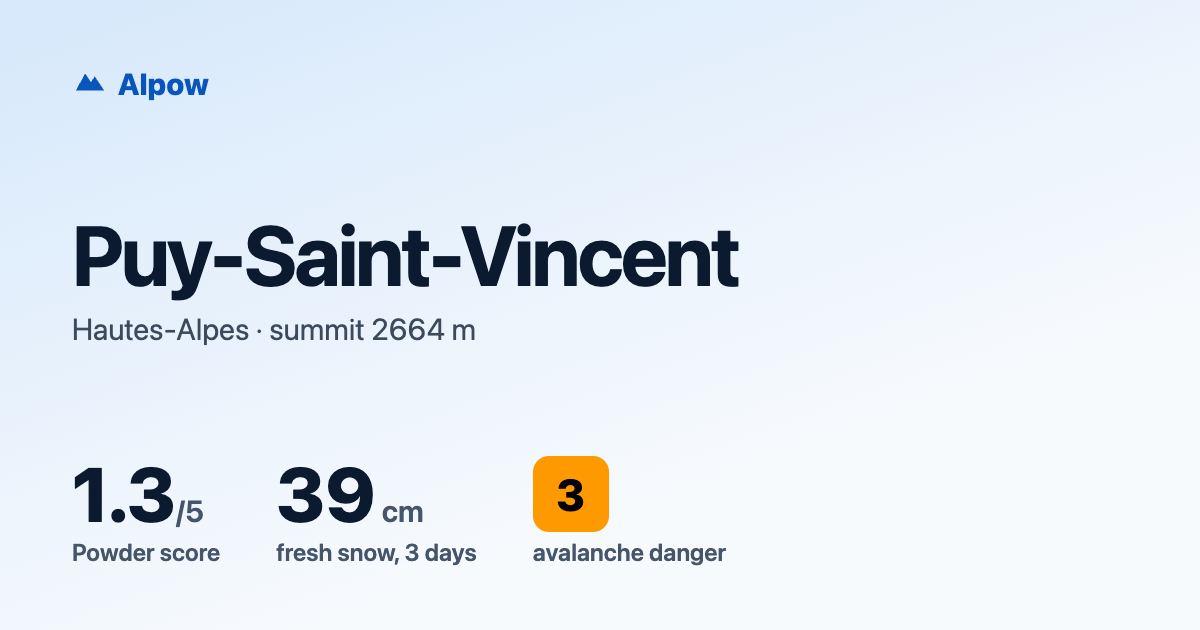 Alpow
Puy-Saint-Vincent
Hautes-Alpes · summit 2664 m
1.3/5
Powder score
39 cm
fresh snow, 3 days
3
avalanche danger